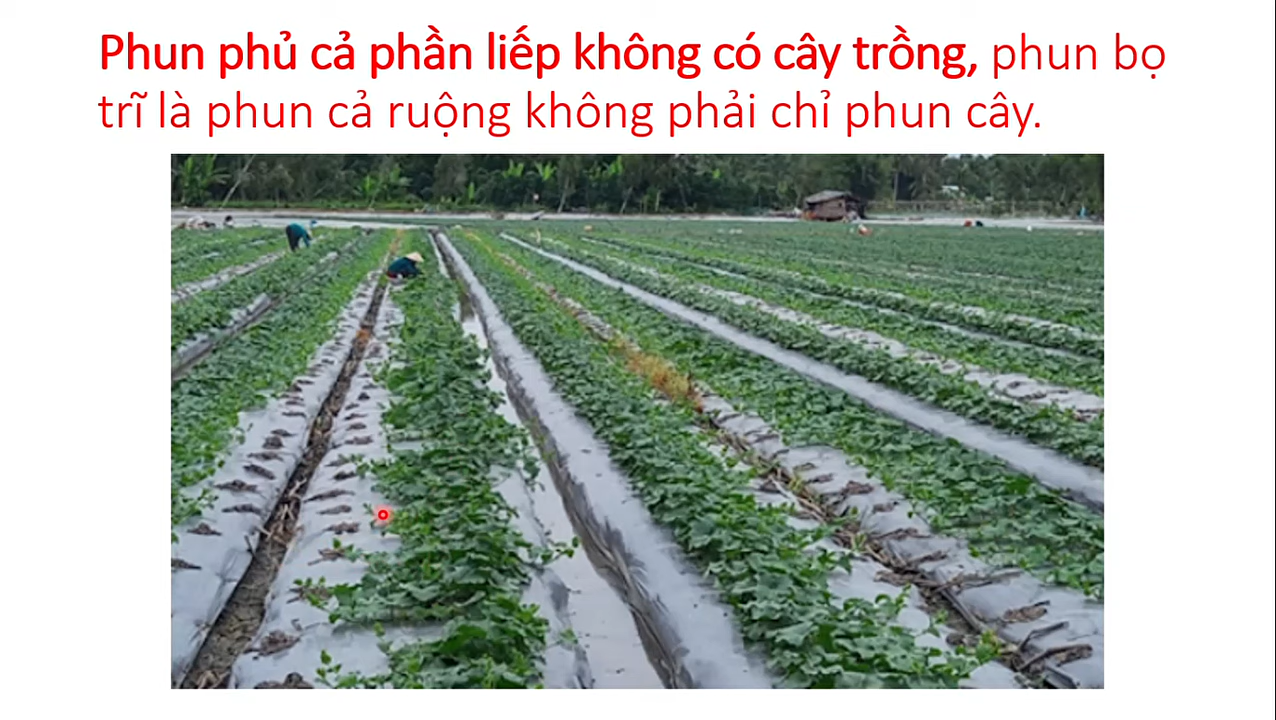 Phun phủ cả phần liếp không có cây trồng, phun bọ
trĩ là phun cả ruộng không phải chỉ phun cây.